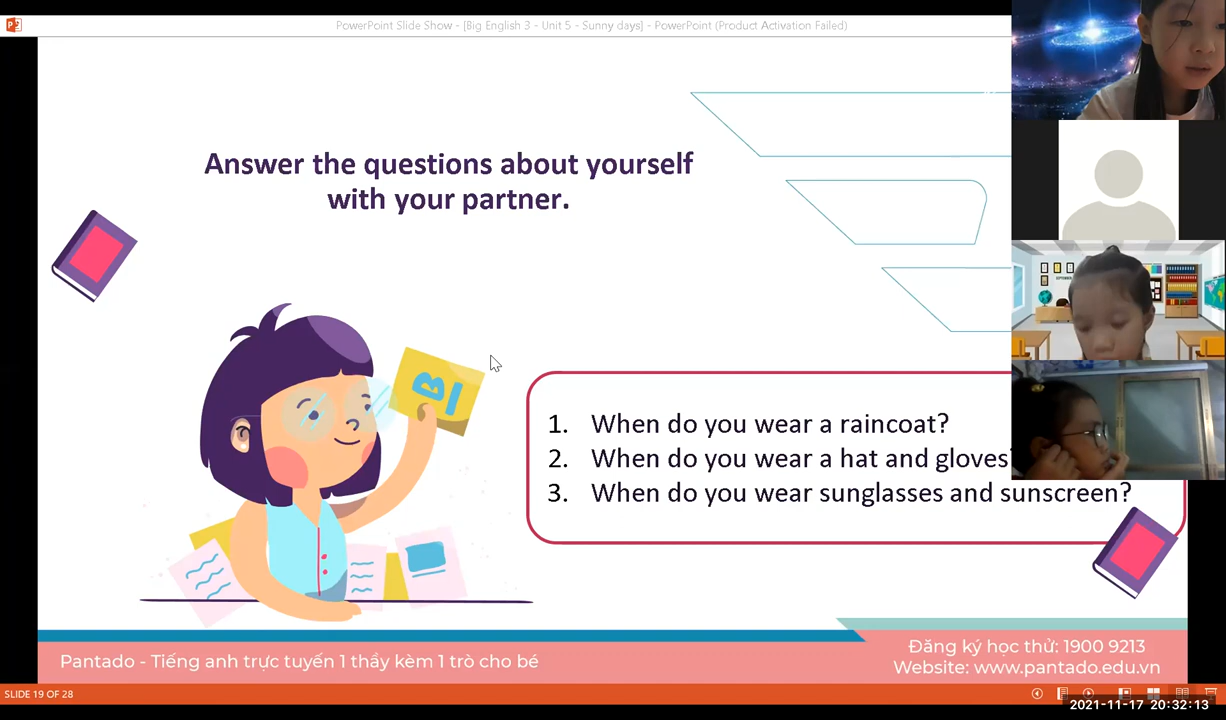 PowerPoint Slide Show - [Big English 3 - Unit 5 - Sunny days] - PowerPoint (Product Activation Failed)
Answer the questions about yourself
with your partner.
1. When do you wear a raincoat?
2. When do you wear a hat and gloves
3. When do you wear sunglasses and sunscreen?
Pantado - Tiếng anh trực tuyến 1 thầy kèm 1 trò cho bé
Đăng ký học thử: 1900 9213
Website: www.pantado.edu.vn
SLIDE 19 OF 28
2021-11-17 20:32:13